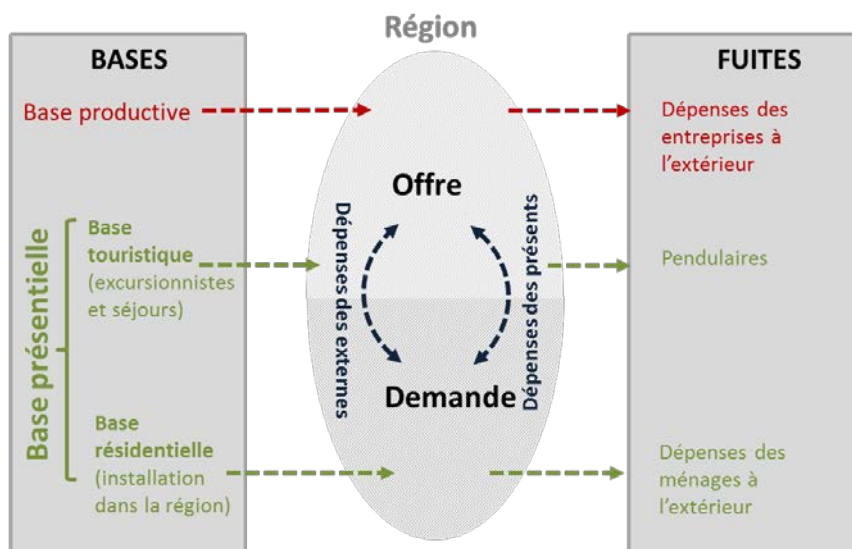 Région
BASES
Base productive
Base présentielle
Base
touristique
(excursionnistes
et séjours)
Base
résidentielle
(installation
dans la région)
Offre
Dépenses des externes
Dépenses des présents
Demande
FUITES
Dépenses des
entreprises à
l'extérieur
Pendulaires
Dépenses des
ménages à
l'extérieur